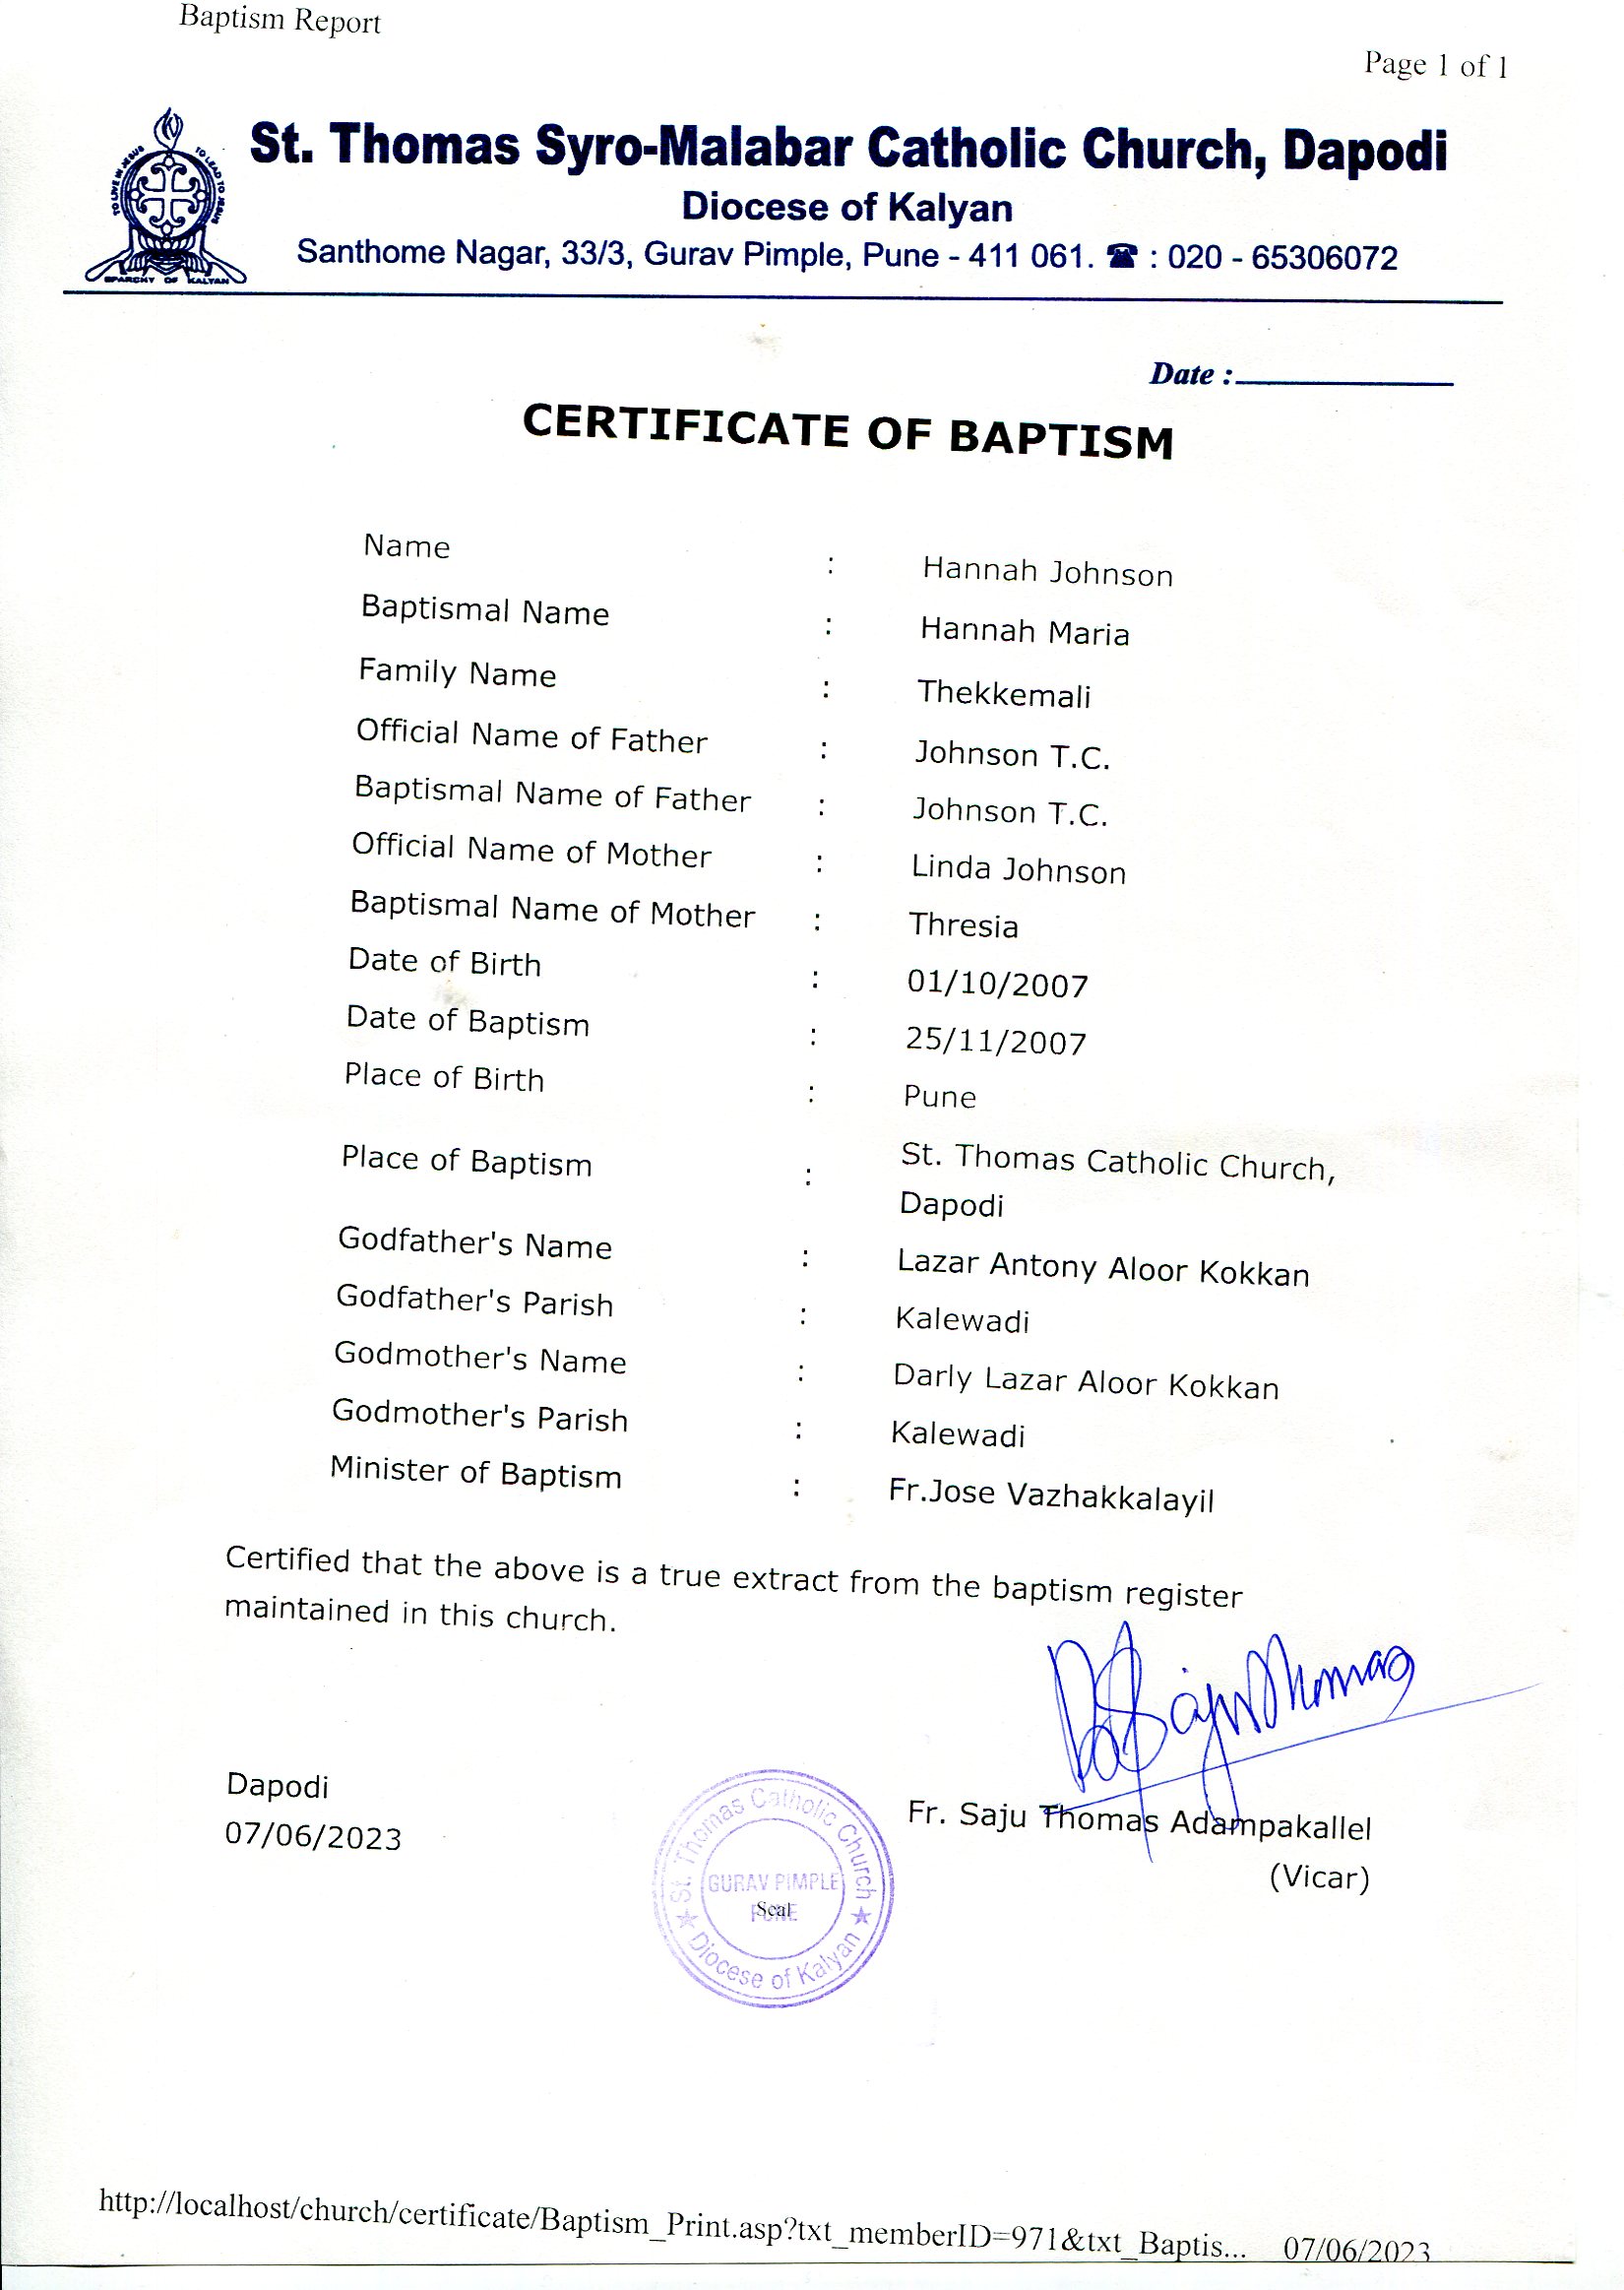 Baptism Report
Page 1 of 1
TO LIVE IN JESUS
TO LEAD TO JESUS
EPARCHY OF KALYAN
St. Thomas Syro-Malabar Catholic Church, Dapodi
Diocese of Kalyan
Santhome Nagar, 33/3, Gurav Pimple, Pune - 411 061. ☎ : 020 - 65306072
Date :
CERTIFICATE OF BAPTISM
Name : Hannah Johnson
Baptismal Name : Hannah Maria
Family Name : Thekkemali
Official Name of Father : Johnson T.C.
Baptismal Name of Father : Johnson T.C.
Official Name of Mother : Linda Johnson
Baptismal Name of Mother : Thresia
Date of Birth : 01/10/2007
Date of Baptism : 25/11/2007
Place of Birth : Pune
Place of Baptism : St. Thomas Catholic Church,
Dapodi
Godfather's Name : Lazar Antony Aloor Kokkan
Godfather's Parish : Kalewadi
Godmother's Name : Darly Lazar Aloor Kokkan
Godmother's Parish : Kalewadi
Minister of Baptism : Fr.Jose Vazhakkalayil
Certified that the above is a true extract from the baptism register
maintained in this church.
Dapodi
07/06/2023
St. Thomas Catholic Church
GURAV PIMPLE
PUNE
Seal
Diocese of Kalyan
Fr. Saju Thomas Adampakallel
(Vicar)
http://localhost/church/certificate/Baptism_Print.asp?txt_memberID=971&txt_Baptis... 07/06/2023